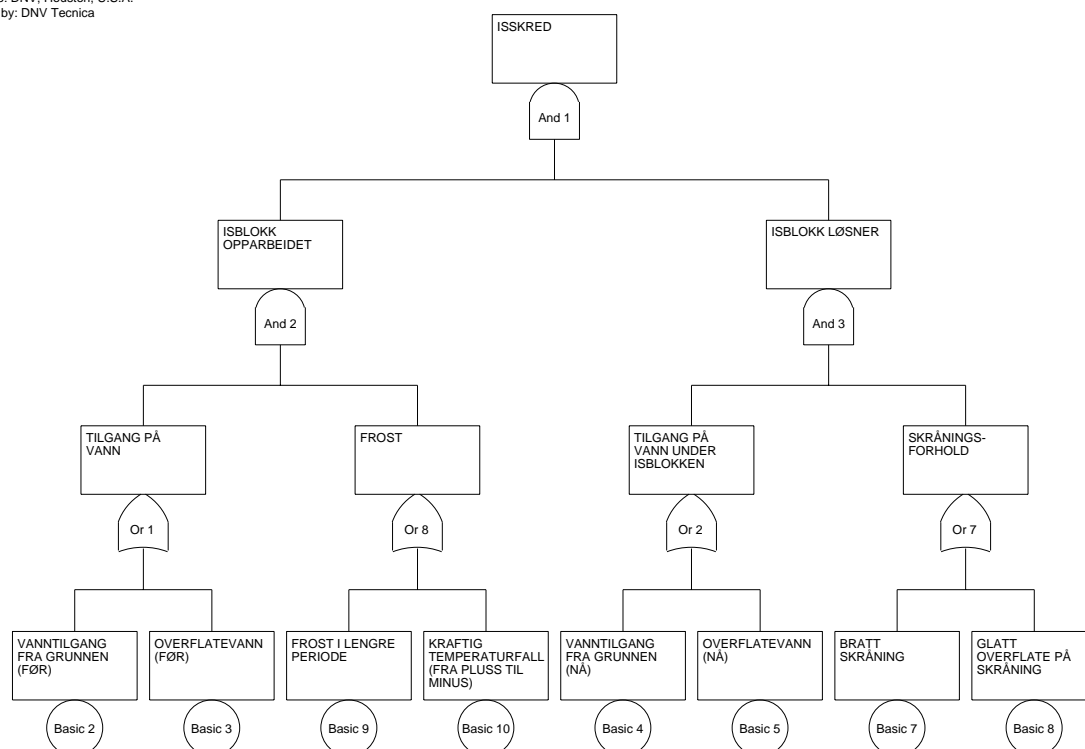 DNV, Houston, U.S.A.
by: DNV Tecnica
ISSKRED
And 1
ISBLOKK
OPPARBEIDET
ISBLOKK LØSNER
And 2
And 3
TILGANG PÅ
VANN
FROST
TILGANG PÅ
VANN UNDER
ISBLOKKEN
SKRÅNINGS-
FORHOLD
Or 1
Or 8
Or 2
Or 7
VANNTILGANG
FRA GRUNNEN
(FØR)
OVERFLATEVANN
(FØR)
FROST I LENGRE
PERIODE
KRAFTIG
TEMPERATURFALL
(FRA PLUSS TIL
MINUS)
VANNTILGANG
FRA GRUNNEN
(NÅ)
OVERFLATEVANN
(NÅ)
BRATT
SKRÅNING
GLATT
OVERFLATE PÅ
SKRÅNING
Basic 2
Basic 3
Basic 9
Basic 10
Basic 4
Basic 5
Basic 7
Basic 8